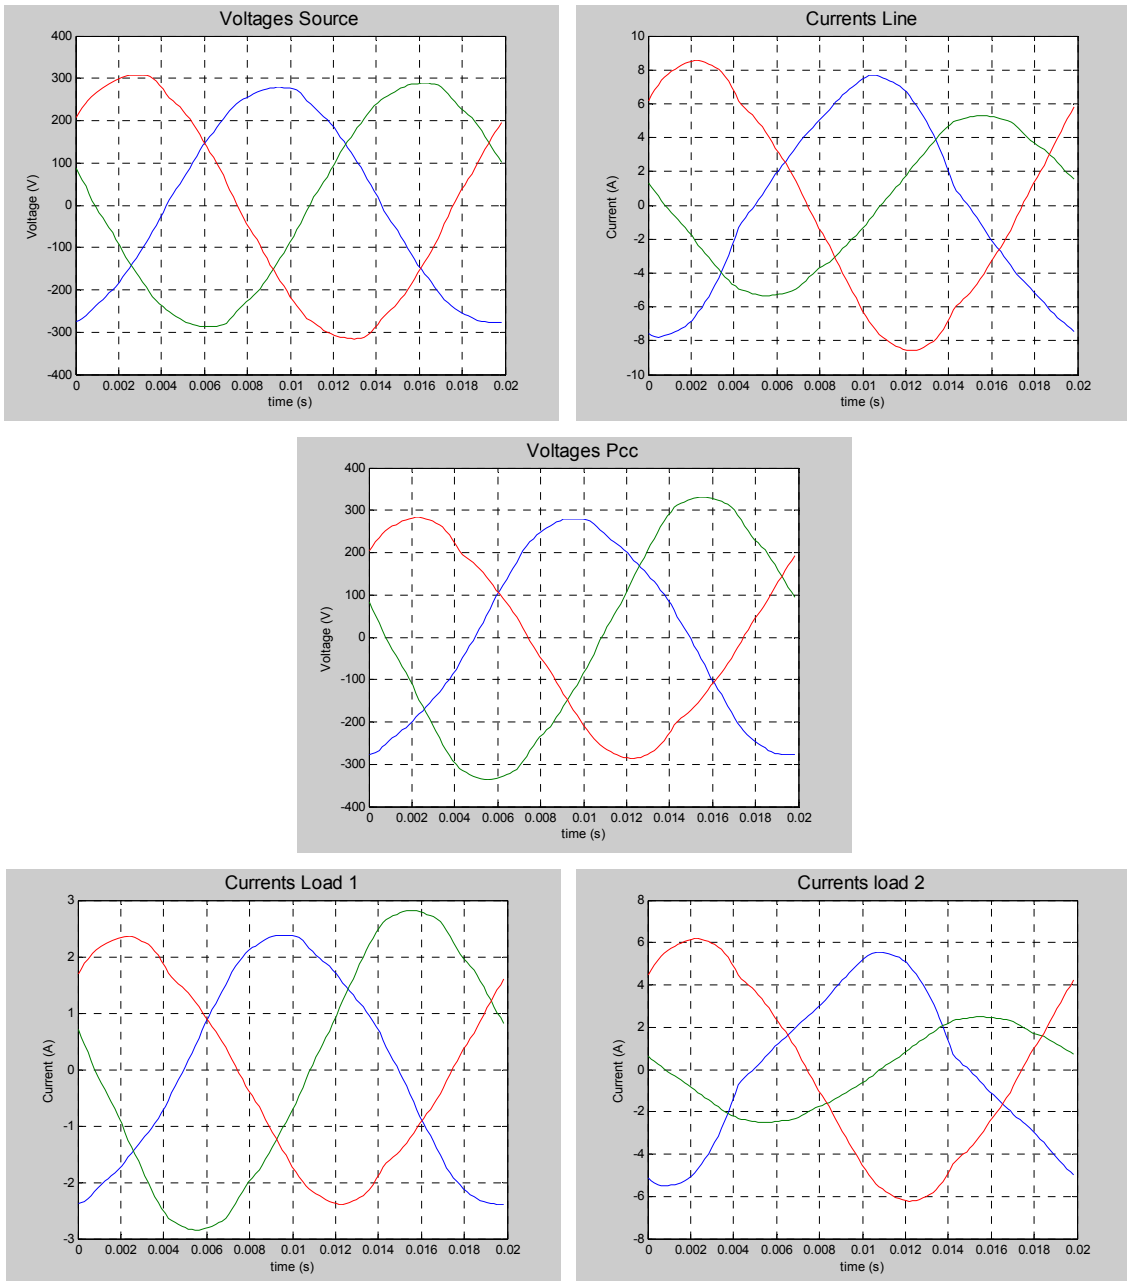 Voltages Source
400
300
200
100
0
-100
-200
-300
-400
Voltage (V)
0 0.002 0.004 0.006 0.008 0.01 0.012 0.014 0.016 0.018 0.02
time (s)
Currents Line
10
8
6
4
2
0
-2
-4
-6
-8
-10
Current (A)
0 0.002 0.004 0.006 0.008 0.01 0.012 0.014 0.016 0.018 0.02
time (s)
Voltages Pcc
400
300
200
100
0
-100
-200
-300
-400
Voltage (V)
0 0.002 0.004 0.006 0.008 0.01 0.012 0.014 0.016 0.018 0.02
time (s)
Currents Load 1
3
2
1
0
-1
-2
-3
Current (A)
0 0.002 0.004 0.006 0.008 0.01 0.012 0.014 0.016 0.018 0.02
time (s)
Currents load 2
8
6
4
2
0
-2
-4
-6
-8
Current (A)
0 0.002 0.004 0.006 0.008 0.01 0.012 0.014 0.016 0.018 0.02
time (s)